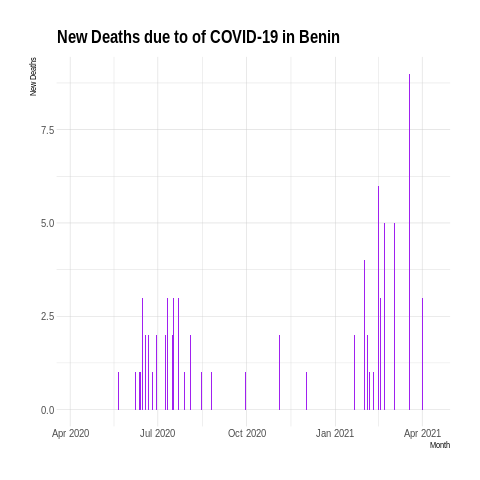 New Deaths due to of COVID-19 in Benin
New Deaths
7.5
5.0
2.5
0.0
Apr 2020 Jul 2020 Oct 2020 Jan 2021 Apr 2021
Month